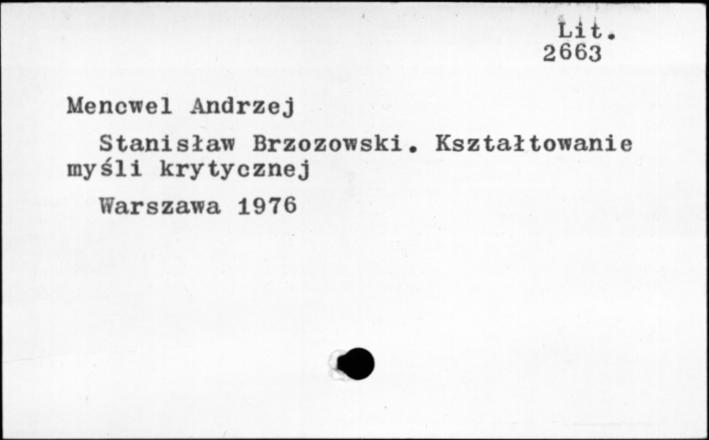 Lit.
2663
Mencwel Andrzej
Stanisław Brzozowski. Kształtowanie
myśli krytycznej
Warszawa 1976